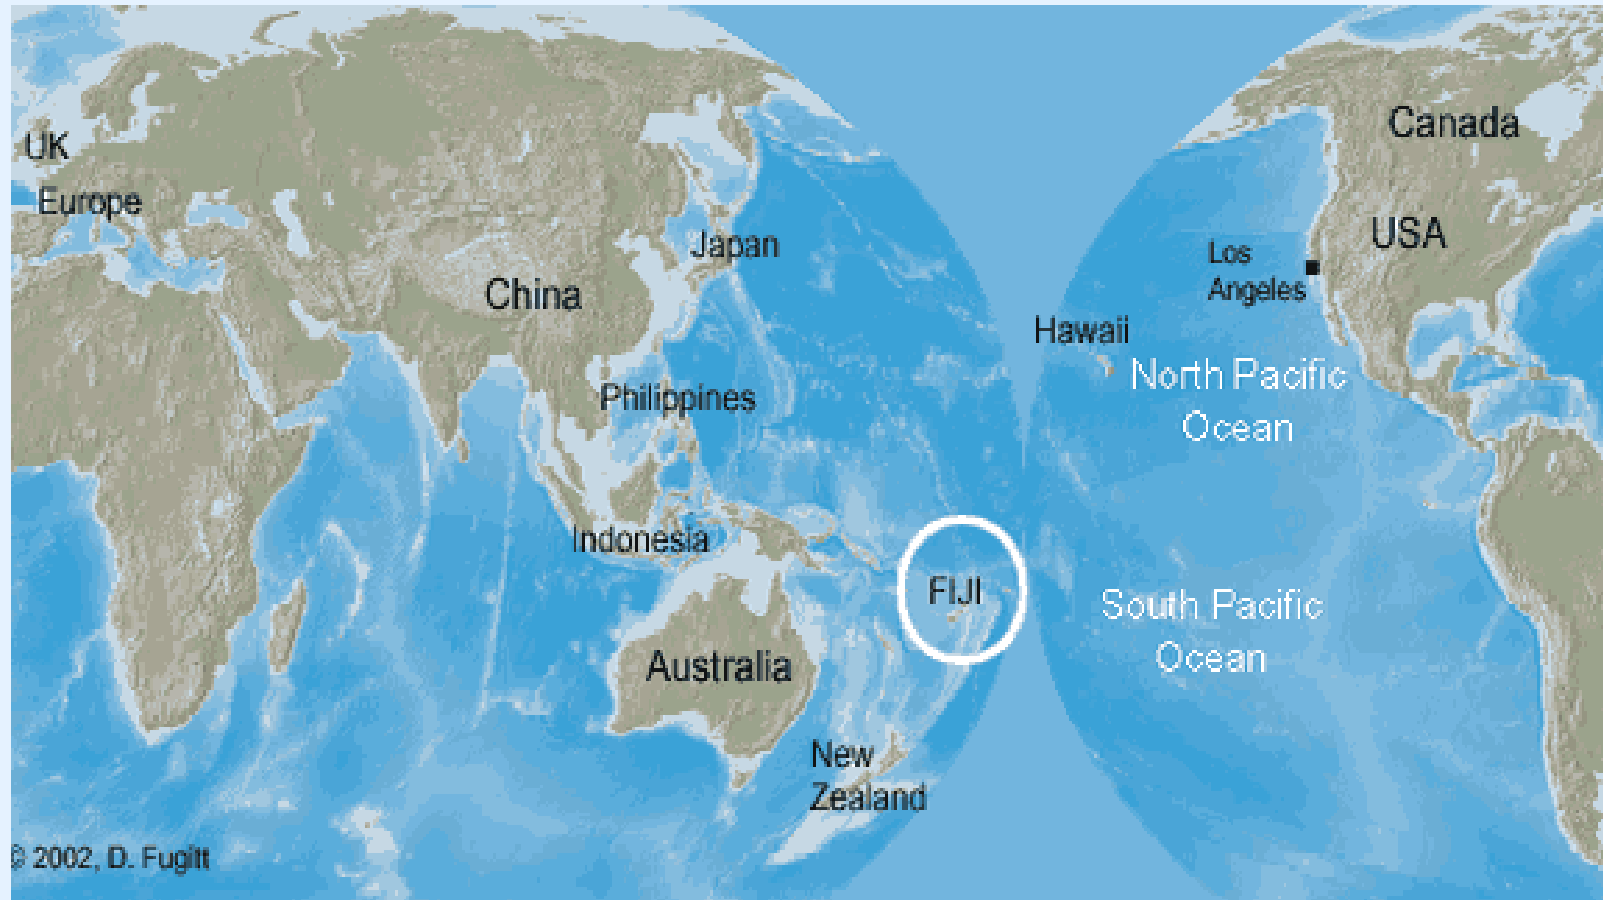 Canada
UK
Europe
USA
Japan
Los
Angeles
China
Hawaii
North Pacific
Ocean
Philippines
Indonesia
FIJI
South Pacific
Ocean
Australia
New
Zealand
© 2002, D. Fugitt